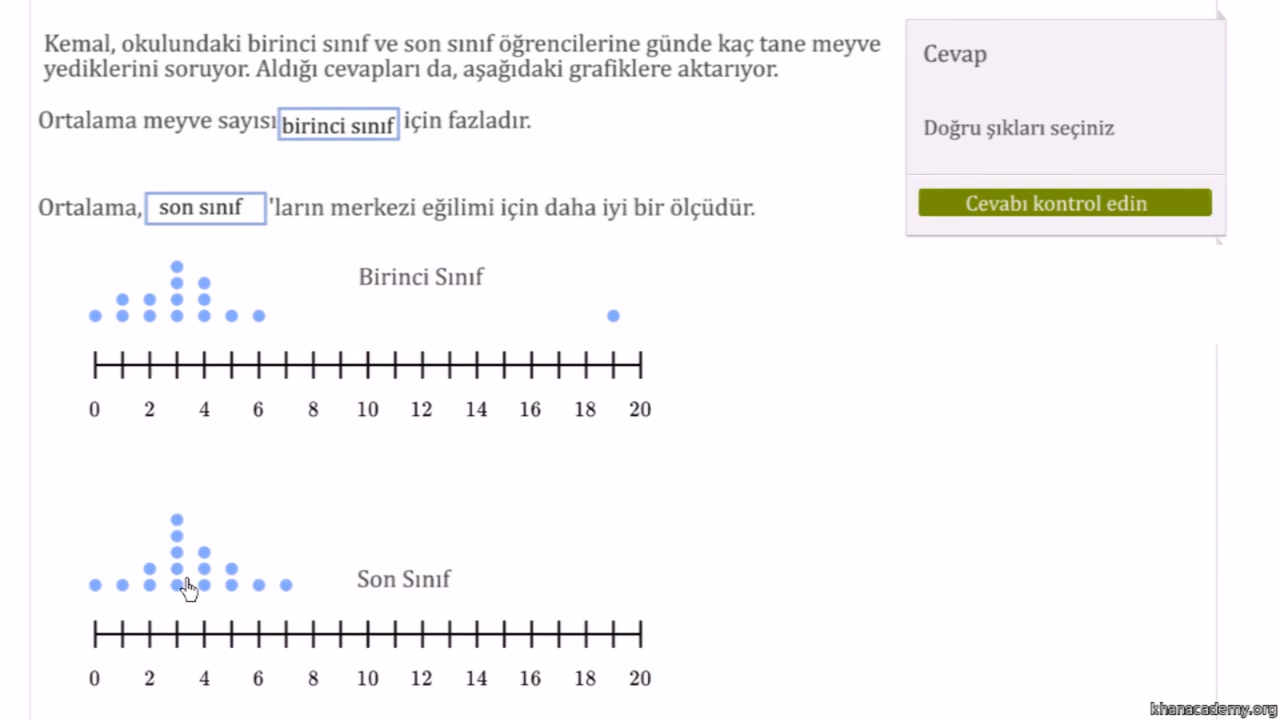 Kemal, okulundaki birinci sınıf ve son sınıf öğrencilerine günde kaç tane meyve
yediklerini soruyor. Aldığı cevapları da, aşağıdaki grafiklere aktarıyor.
Ortalama meyve sayısı birinci sınıf için fazladır.
Ortalama, son sınıf 'ların merkezi eğilimi için daha iyi bir ölçüdür.
Cevap
Doğru şıkları seçiniz
Cevabı kontrol edin
Birinci Sınıf
0 2 4 6 8 10 12 14 16 18 20
Son Sınıf
0 2 4 6 8 10 12 14 16 18 20
khanacademy.org